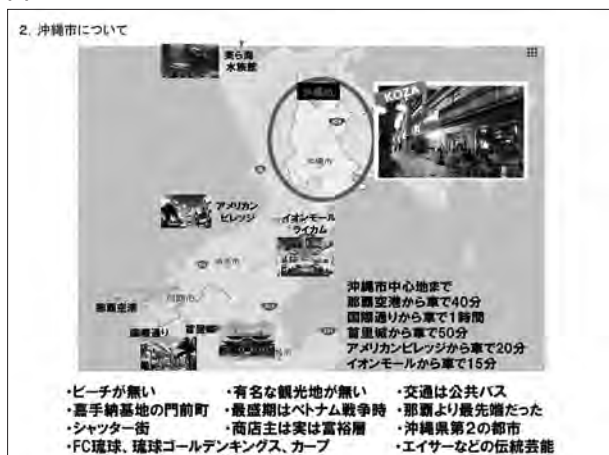 2. 沖縄市について
美ら海
水族館
沖縄市
KOZA
沖縄市
アメリカン
ビレッジ
イオンモール
ライカム
那覇空港
国際通り
首里城
沖縄市中心地まで
那覇空港から車で40分
国際通りから車で1時間
首里城から車で50分
アメリカンビレッジから車で20分
イオンモールから車で15分
・ビーチが無い ・有名な観光地が無い ・交通は公共バス
・嘉手納基地の門前町 ・最盛期はベトナム戦争時 ・那覇より最先端だった
・シャッター街 ・商店主は実は富裕層 ・沖縄県第2の都市
・FC琉球、琉球ゴールデンキングス、カープ ・エイサーなどの伝統芸能